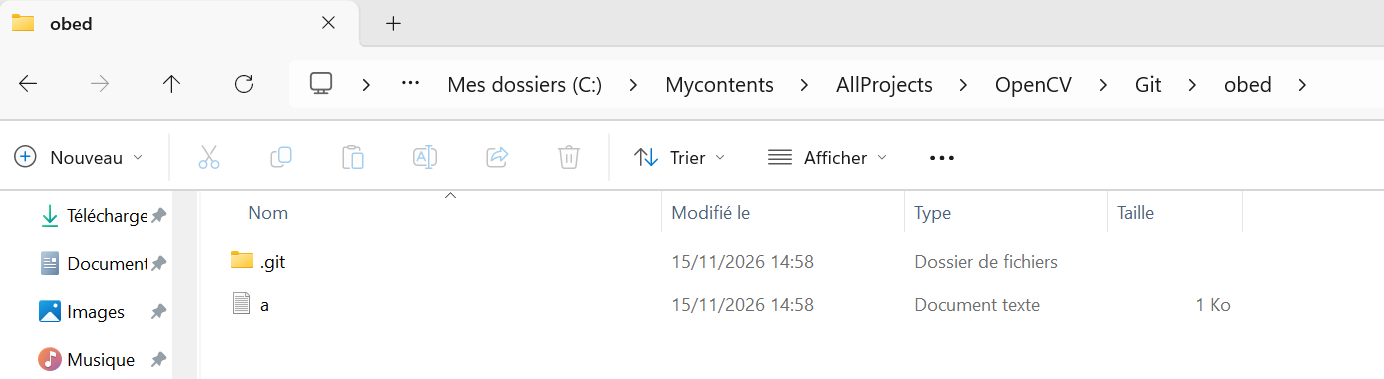 obed
Mes dossiers (C:) Mycontents AllProjects OpenCV Git obed
Nouveau Trier Afficher
Nom Modifié le Type Taille
Télécharge
Document
Images
Musique
.git 15/11/2026 14:58 Dossier de fichiers
a 15/11/2026 14:58 Document texte 1 Ko